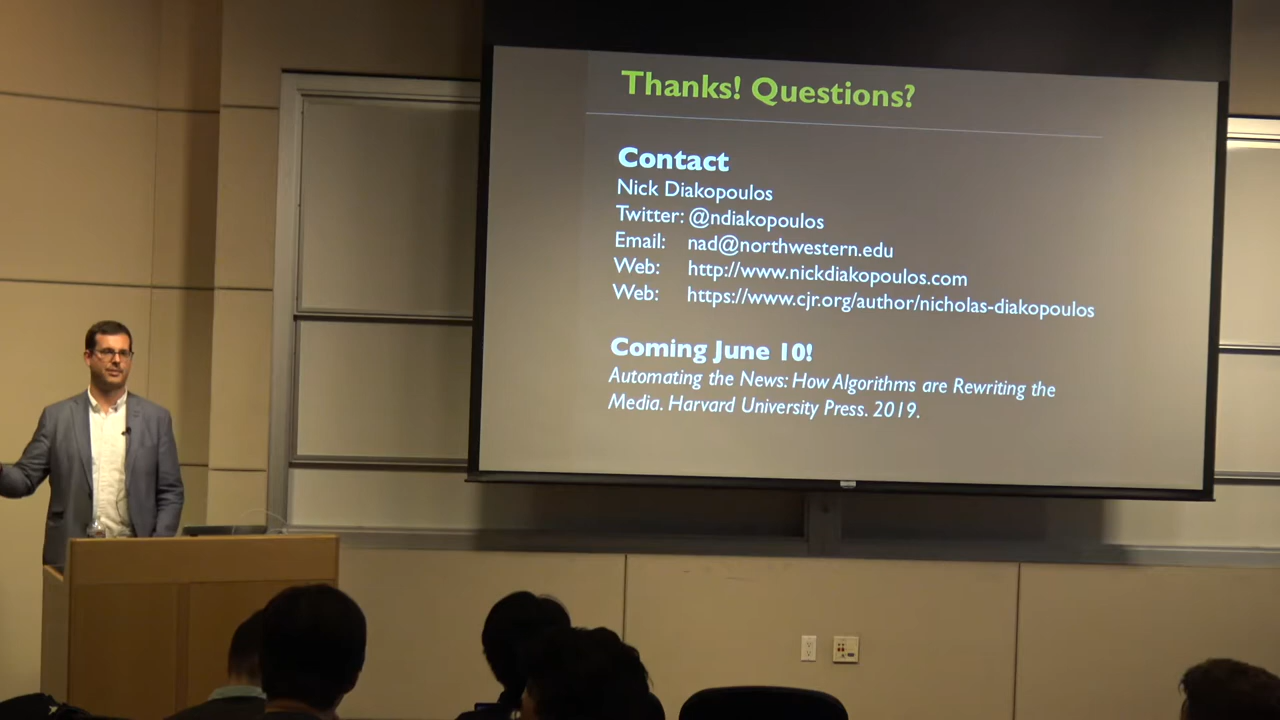 Thanks! Questions?
Contact
Nick Diakopoulos
Twitter: @ndiakopoulos
Email: nad@northwestern.edu
Web: http://www.nickdiakopoulos.com
Web: https://www.cjr.org/author/nicholas-diakopoulos
Coming June 10!
Automating the News: How Algorithms are Rewriting the
Media. Harvard University Press. 2019.